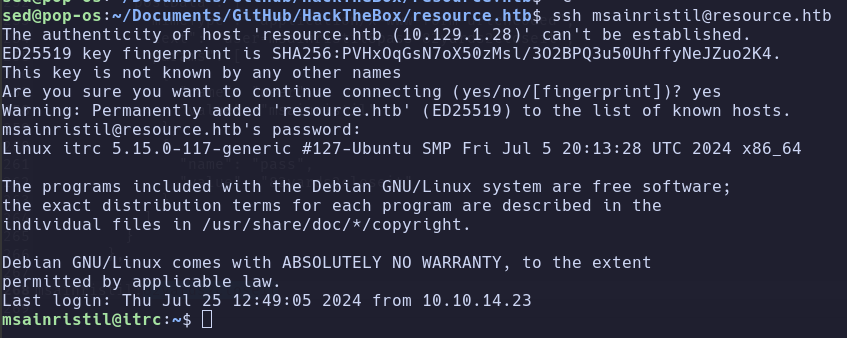 sed@pop-os:~/Documents/GitHub/HackTheBox/resource.htb$ ssh msainristil@resource.htb
The authenticity of host 'resource.htb (10.129.1.28)' can't be established.
ED25519 key fingerprint is SHA256:PVHxOqGsN7oX50zMsl/3O2BPQ3u50UhffyNeJZuo2K4.
This key is not known by any other names
Are you sure you want to continue connecting (yes/no/[fingerprint])? yes
Warning: Permanently added 'resource.htb' (ED25519) to the list of known hosts.
msainristil@resource.htb's password:
Linux itrc 5.15.0-117-generic #127-Ubuntu SMP Fri Jul 5 20:13:28 UTC 2024 x86_64
The programs included with the Debian GNU/Linux system are free software;
the exact distribution terms for each program are described in the
individual files in /usr/share/doc/*/copyright.
Debian GNU/Linux comes with ABSOLUTELY NO WARRANTY, to the extent
permitted by applicable law.
Last login: Thu Jul 25 12:49:05 2024 from 10.10.14.23
msainristil@itrc:~$